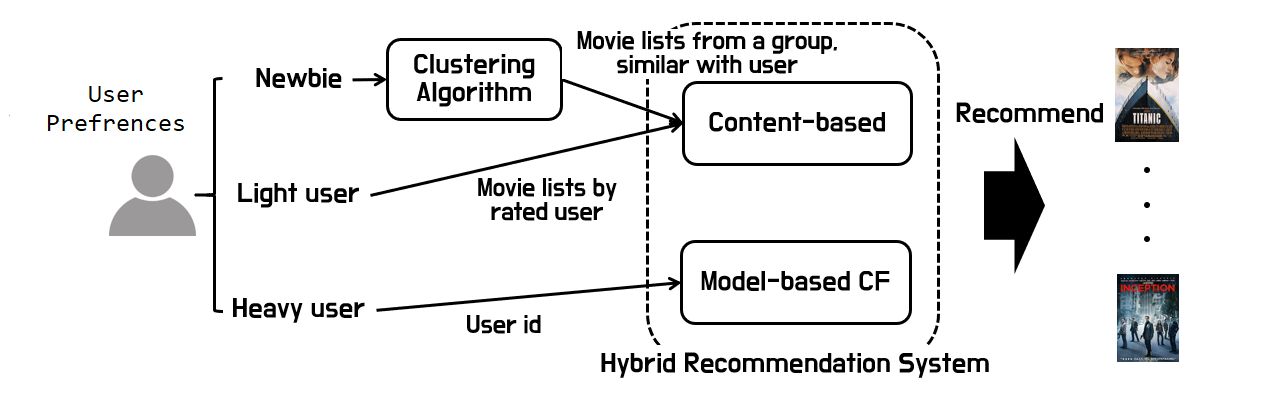 User
Prefrences
Newbie
Clustering
Algorithm
Movie lists from a group,
similar with user
Content-based
Recommend
TITANIC
Light user
Movie lists by
rated user
Heavy user
User id
Model-based CF
Hybrid Recommendation System
INCEPTION